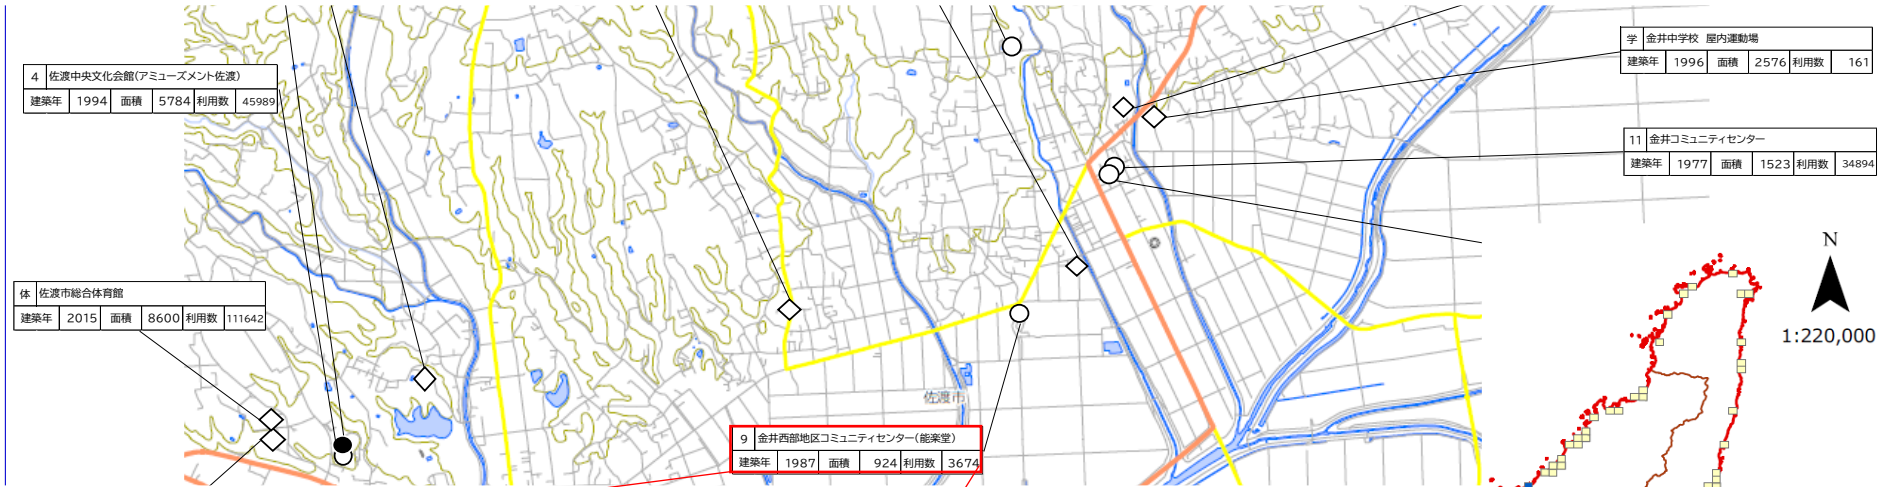 学 金井中学校 屋内運動場
建築年 1996 面積 2576 利用数 161
4 佐渡中央文化会館(アミューズメント佐渡)
建築年 1994 面積 5784 利用数 45989
11 金井コミュニティセンター
建築年 1977 面積 1523 利用数 34894
N
1:220,000
体 佐渡市総合体育館
建築年 2015 面積 8600 利用数 111642
佐渡市
9 金井西部地区コミュニティセンター(能楽堂)
建築年 1987 面積 924 利用数 3674